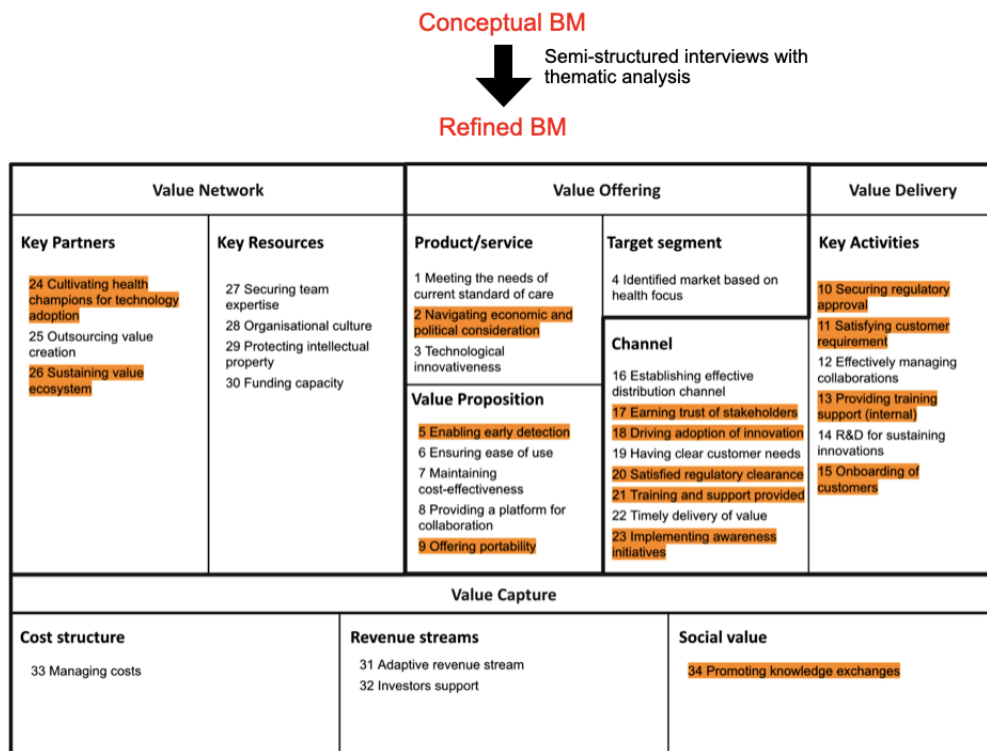 Conceptual BM
Semi-structured interviews with
thematic analysis
Refined BM
Value Network
Key Partners
24 Cultivating health
champions for technology
adoption
25 Outsourcing value
creation
26 Sustaining value
ecosystem
Key Resources
27 Securing team
expertise
28 Organisational culture
29 Protecting intellectual
property
30 Funding capacity
Value Offering
Product/service
1 Meeting the needs of
current standard of care
2 Navigating economic and
political consideration
3 Technological
innovativeness
Value Proposition
5 Enabling early detection
6 Ensuring ease of use
7 Maintaining
cost-effectiveness
8 Providing a platform for
collaboration
9 Offering portability
Target segment
4 Identified market based on
health focus
Channel
16 Establishing effective
distribution channel
17 Earning trust of stakeholders
18 Driving adoption of innovation
19 Having clear customer needs
20 Satisfied regulatory clearance
21 Training and support provided
22 Timely delivery of value
23 Implementing awareness
initiatives
Value Delivery
Key Activities
10 Securing regulatory
approval
11 Satisfying customer
requirement
12 Effectively managing
collaborations
13 Providing training
support (internal)
14 R&D for sustaining
innovations
15 Onboarding of
customers
Value Capture
Cost structure
33 Managing costs
Revenue streams
31 Adaptive revenue stream
32 Investors support
Social value
34 Promoting knowledge exchanges